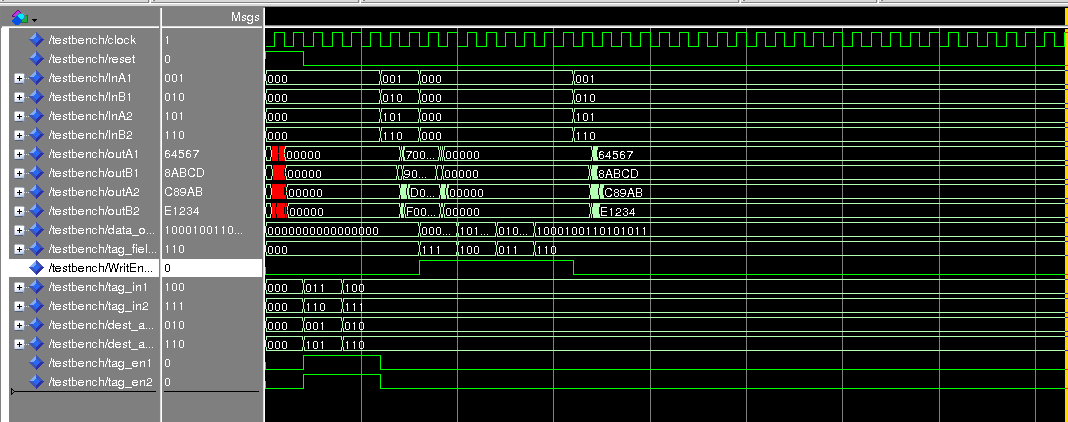 Msgs
/testbench/clock 1
/testbench/reset 0
/testbench/InA1 001 000 001 000 001
/testbench/InB1 010 000 010 000 010
/testbench/InA2 101 000 101 000 101
/testbench/InB2 110 000 110 000 110
/testbench/outA1 64567 00000 700... 00000 64567
/testbench/outB1 8ABCD 00000 90... 00000 8ABCD
/testbench/outA2 C89AB 00000 D0... 00000 C89AB
/testbench/outB2 E1234 00000 F00... 00000 E1234
/testbench/data_o... 1000100110... 0000000000000000 000... 101... 010... 1000100110101011
/testbench/tag_fiel... 110 000 111 100 011 110
/testbench/WritEn... 0
/testbench/tag_in1 100 000 011 100
/testbench/tag_in2 111 000 110 111
/testbench/dest_a... 010 000 001 010
/testbench/dest_a... 110 000 101 110
/testbench/tag_en1 0
/testbench/tag_en2 0